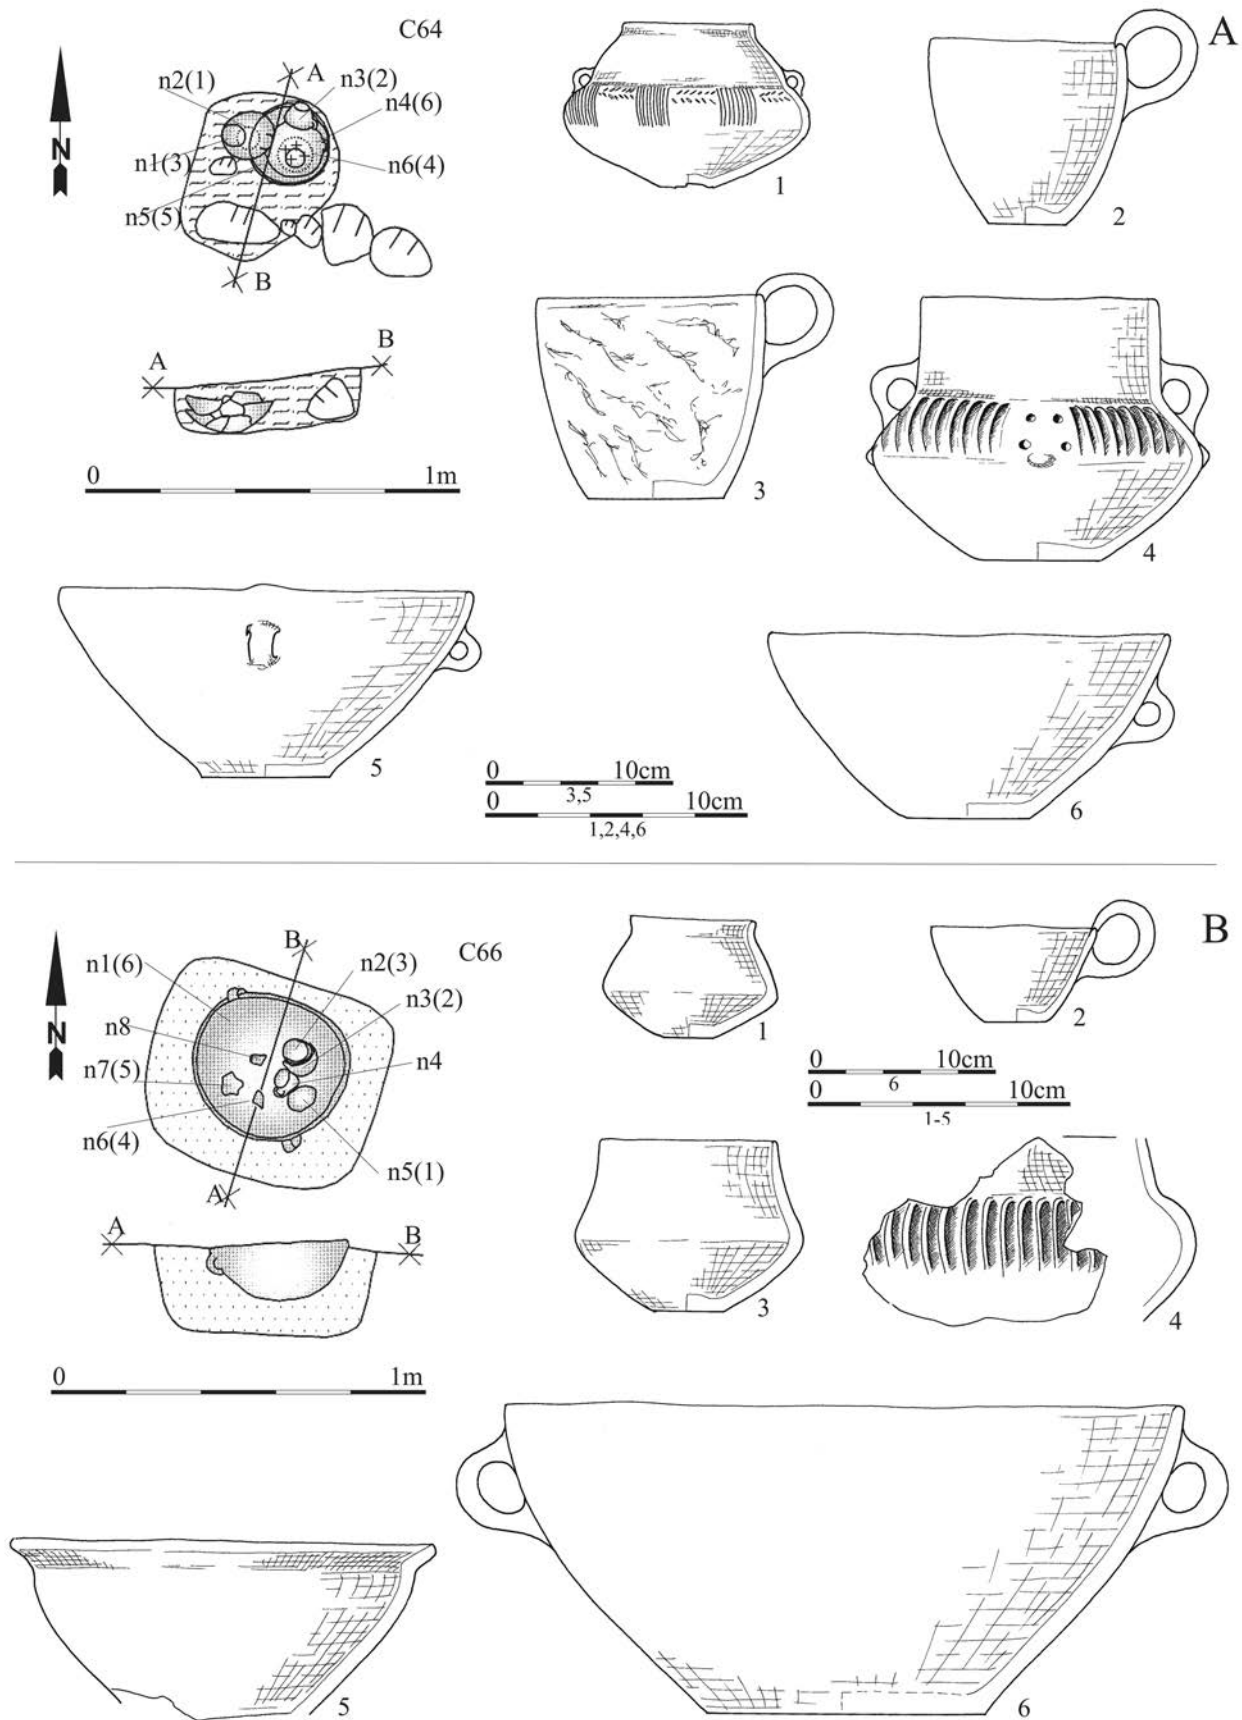 C64
A
A
n2(1)
n3(2)
n4(6)
N
n1(3)
n6(4)
n5(5)
B
1
2
A
B
0 1m
3
4
5
0 10cm
3,5
0 10cm
1,2,4,6
6
B
B
n1(6)
n2(3)
C66
n3(2)
N
n8
n4
n7(5)
n6(4)
n5(1)
A
1
2
0 10cm
6
0 10cm
1-5
A
B
3
4
0 1m
5
6